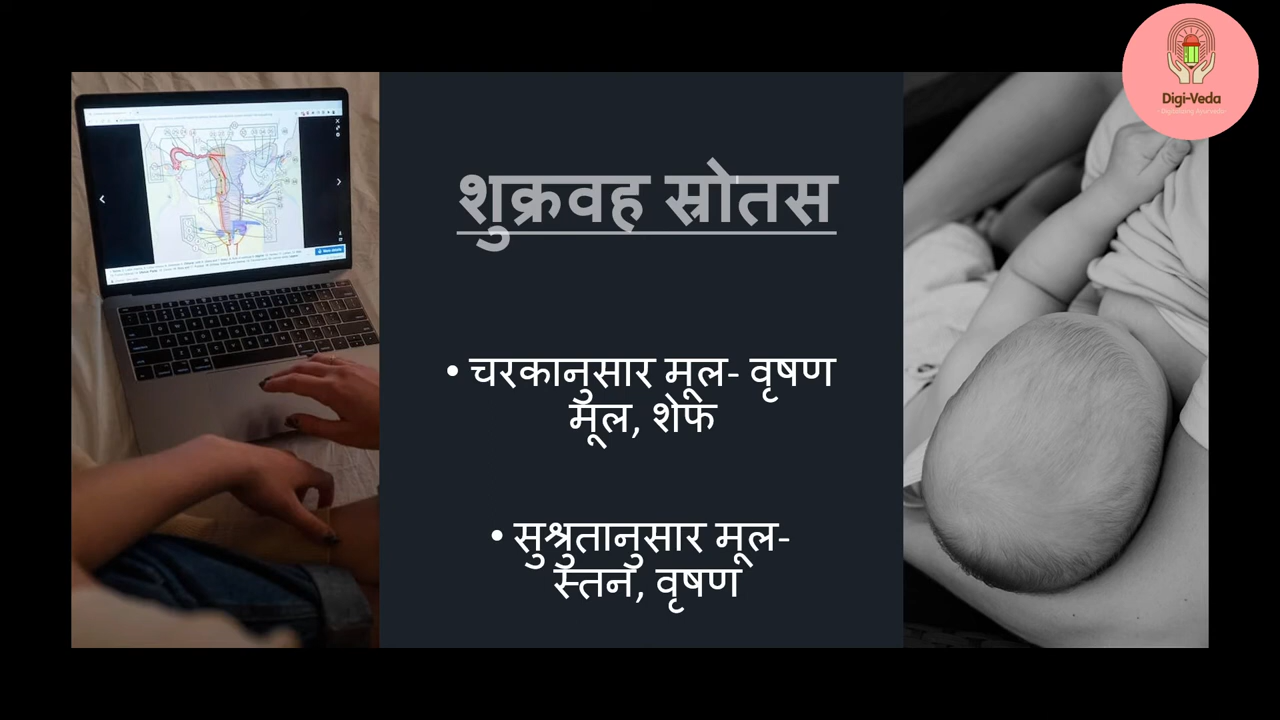 Digi-Veda
शुक्रवह स्रोतस
• चरकानुसार मूल- वृषण
मूल, शेफ
• सुश्रुतानुसार मूल-
स्तन, वृषण